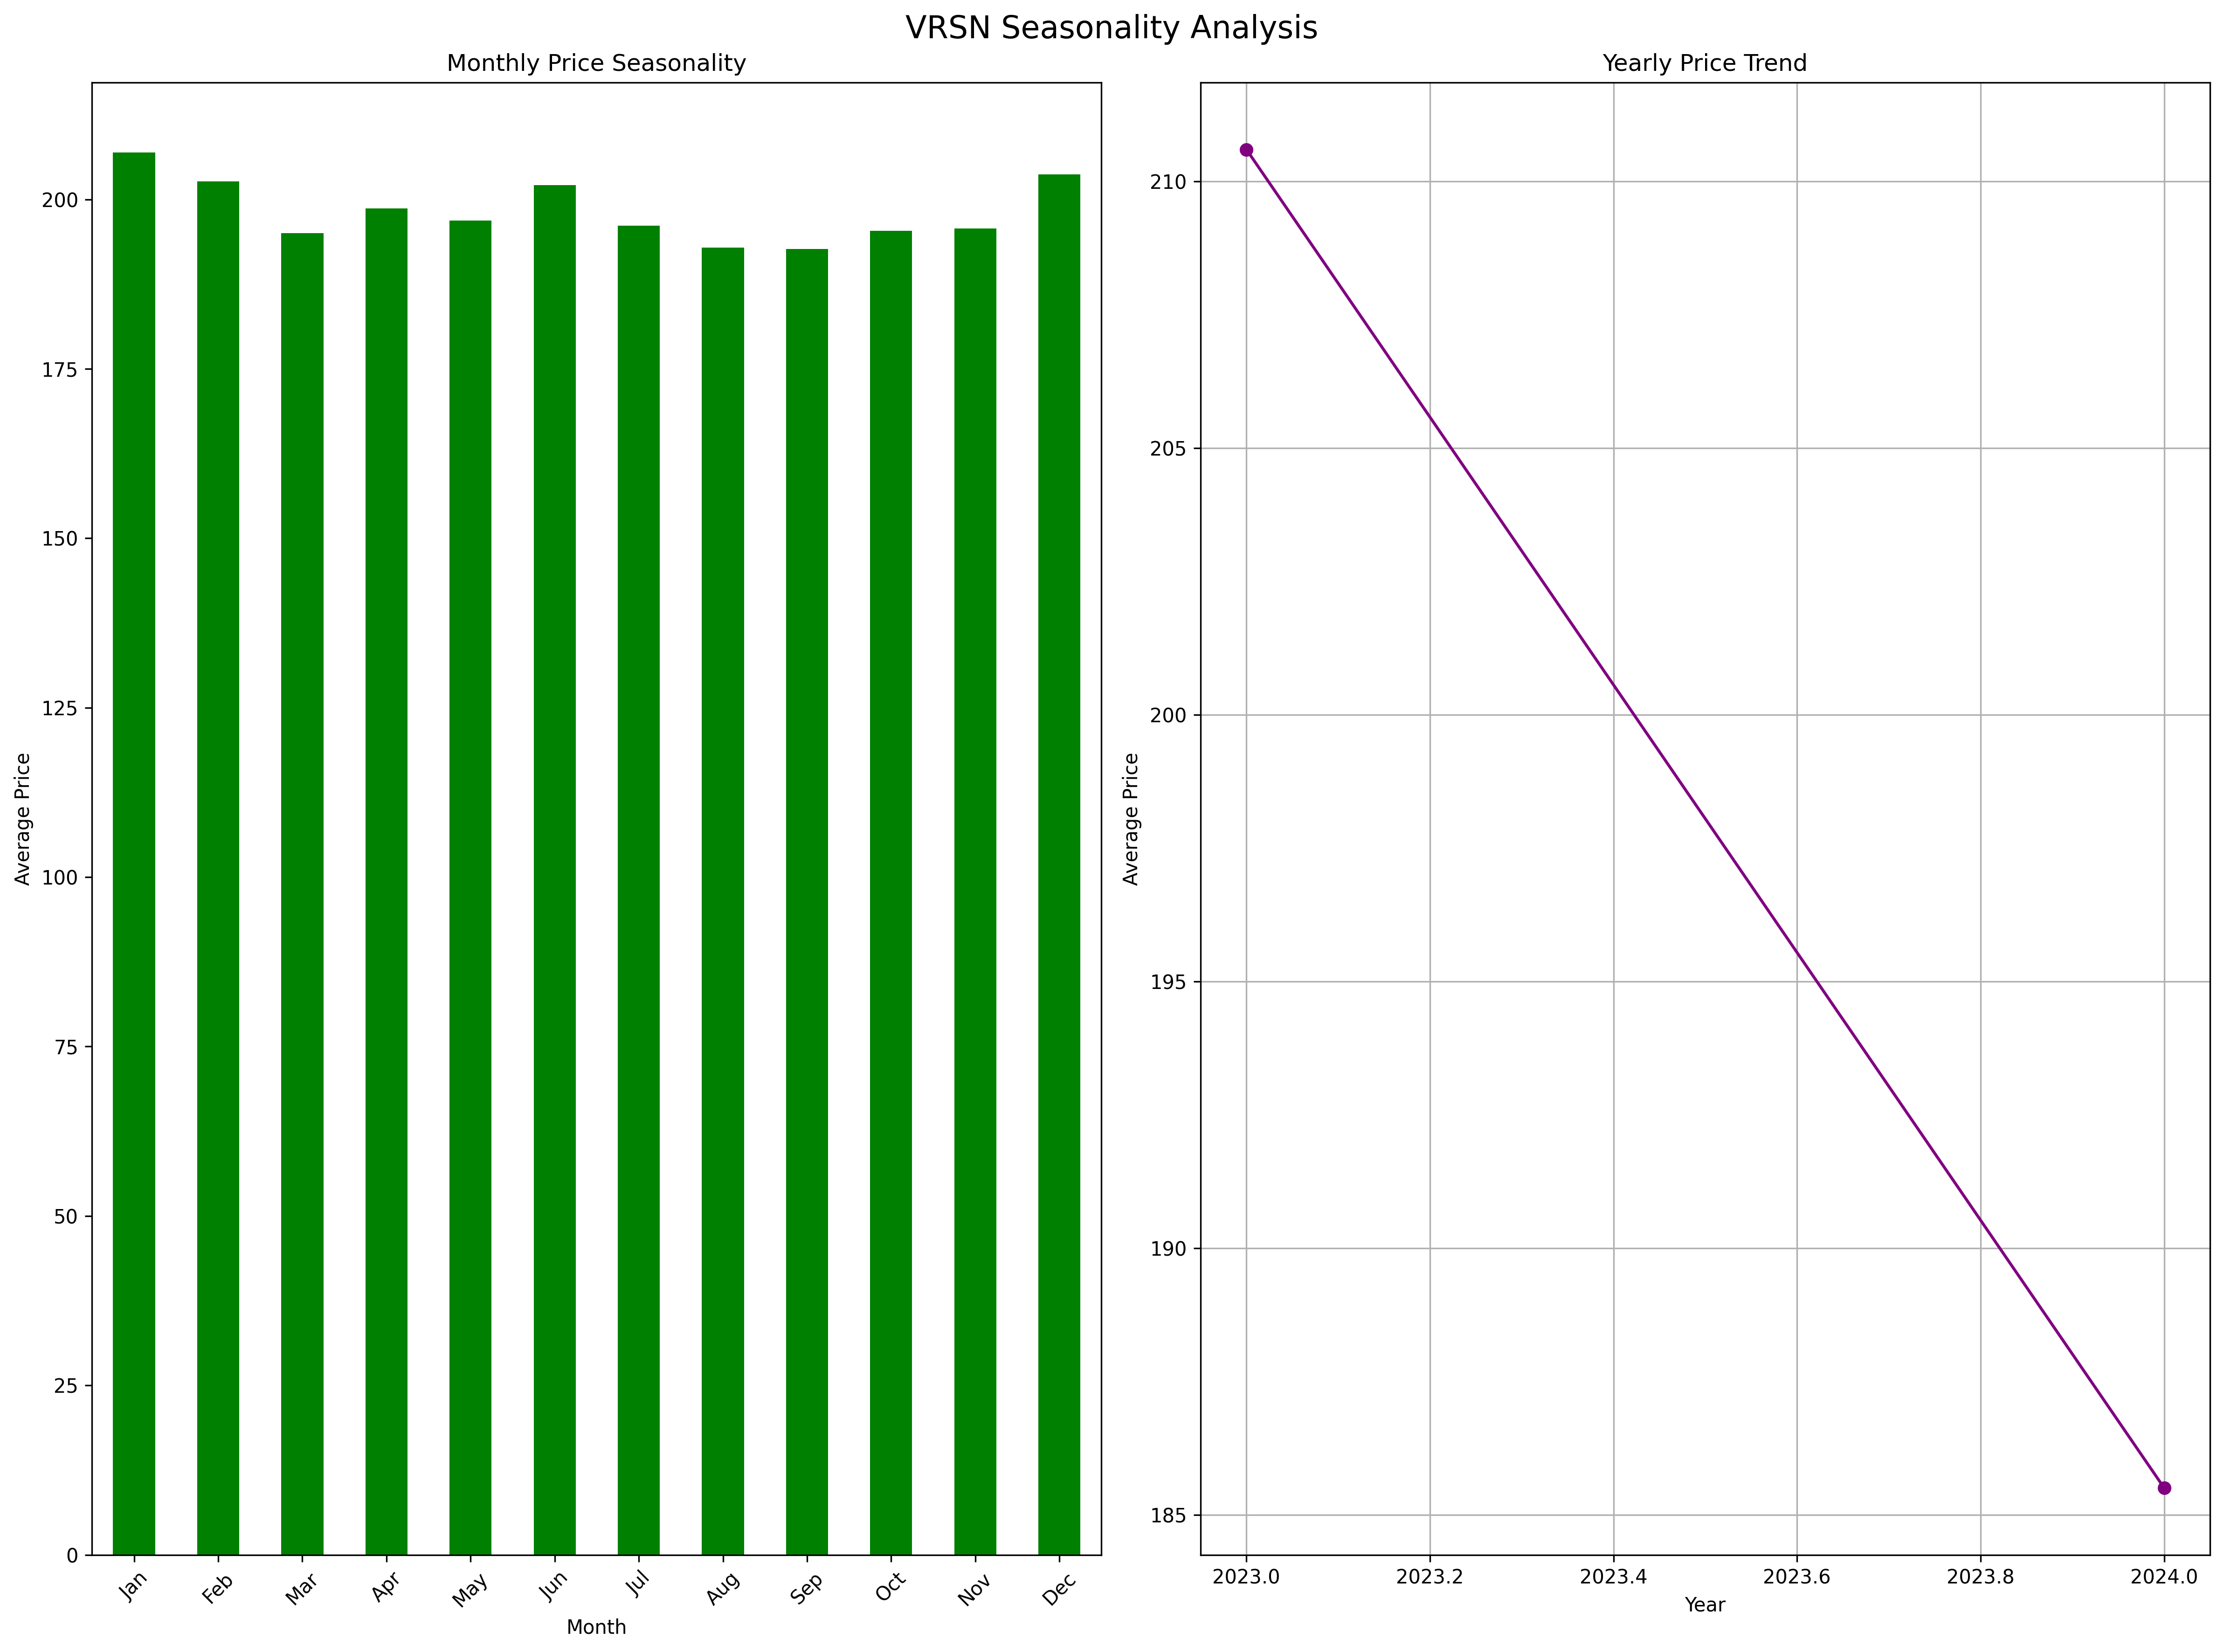 VRSN Seasonality Analysis
Monthly Price Seasonality
Average Price
200
175
150
125
100
75
50
25
0
Jan
Feb
Mar
Apr
May
Jun
Jul
Aug
Sep
Oct
Nov
Dec
Month
Yearly Price Trend
Average Price
210
205
200
195
190
185
2023.0
2023.2
2023.4
2023.6
2023.8
2024.0
Year